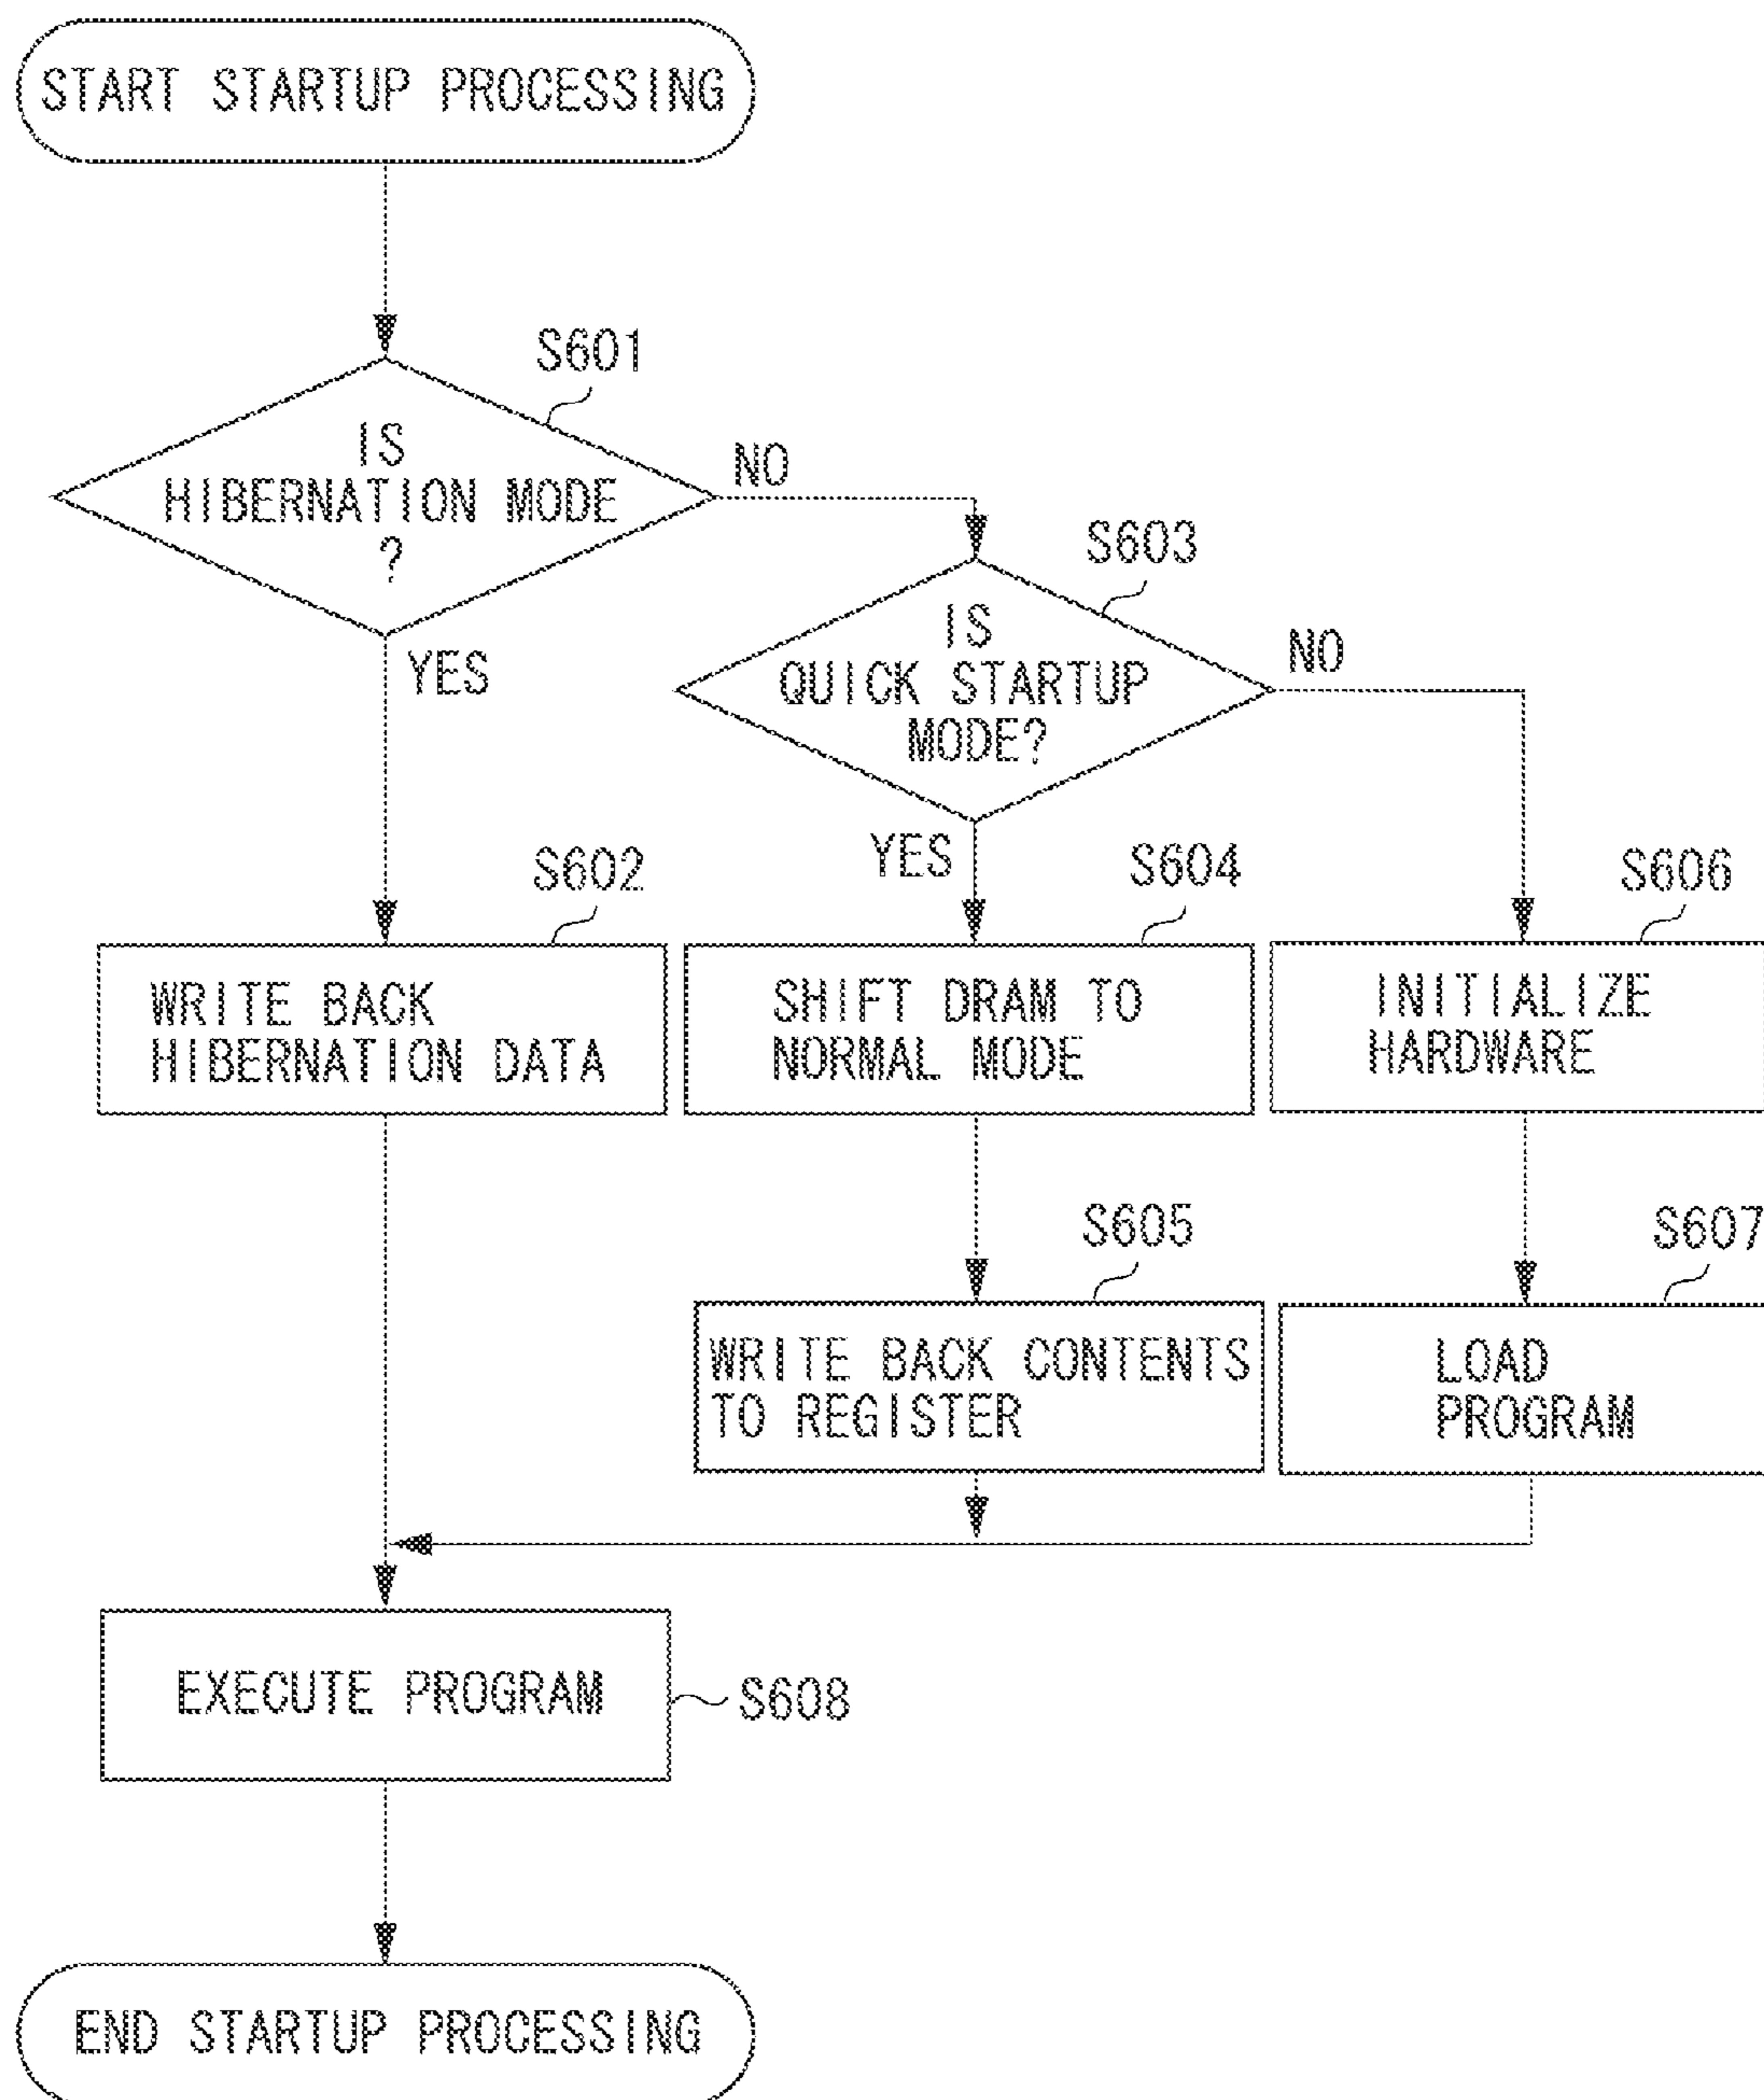 START STARTUP PROCESSING
S601
IS
HIBERNATION MODE
?
NO
YES
S603
IS
QUICK STARTUP
MODE?
NO
YES
S602
WRITE BACK
HIBERNATION DATA
S604
SHIFT DRAM TO
NORMAL MODE
S606
INITIALIZE
HARDWARE
S605
WRITE BACK CONTENTS
TO REGISTER
S607
LOAD
PROGRAM
EXECUTE PROGRAM
S608
END STARTUP PROCESSING